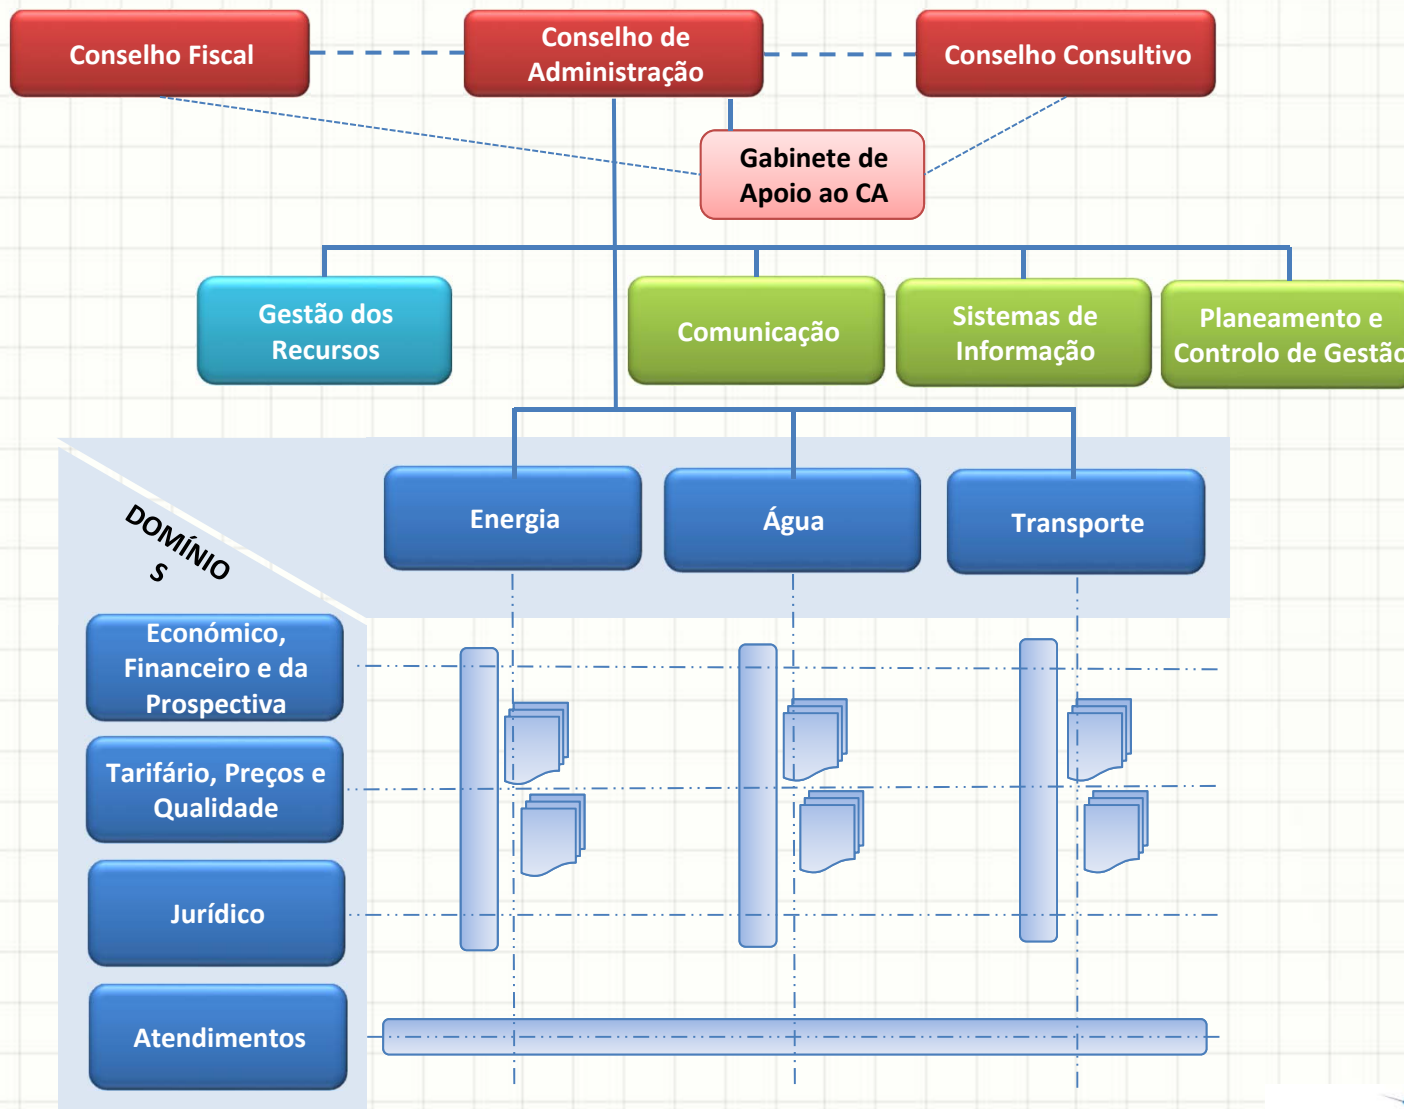 Conselho Fiscal
Conselho de
Administração
Conselho Consultivo
Gabinete de
Apoio ao CA
Gestão dos
Recursos
Comunicação
Sistemas de
Informação
Planeamento e
Controlo de Gestão
DOMÍNIO
S
Energia
Água
Transporte
Económico,
Financeiro e da
Prospectiva
Tarifário, Preços e
Qualidade
Jurídico
Atendimentos